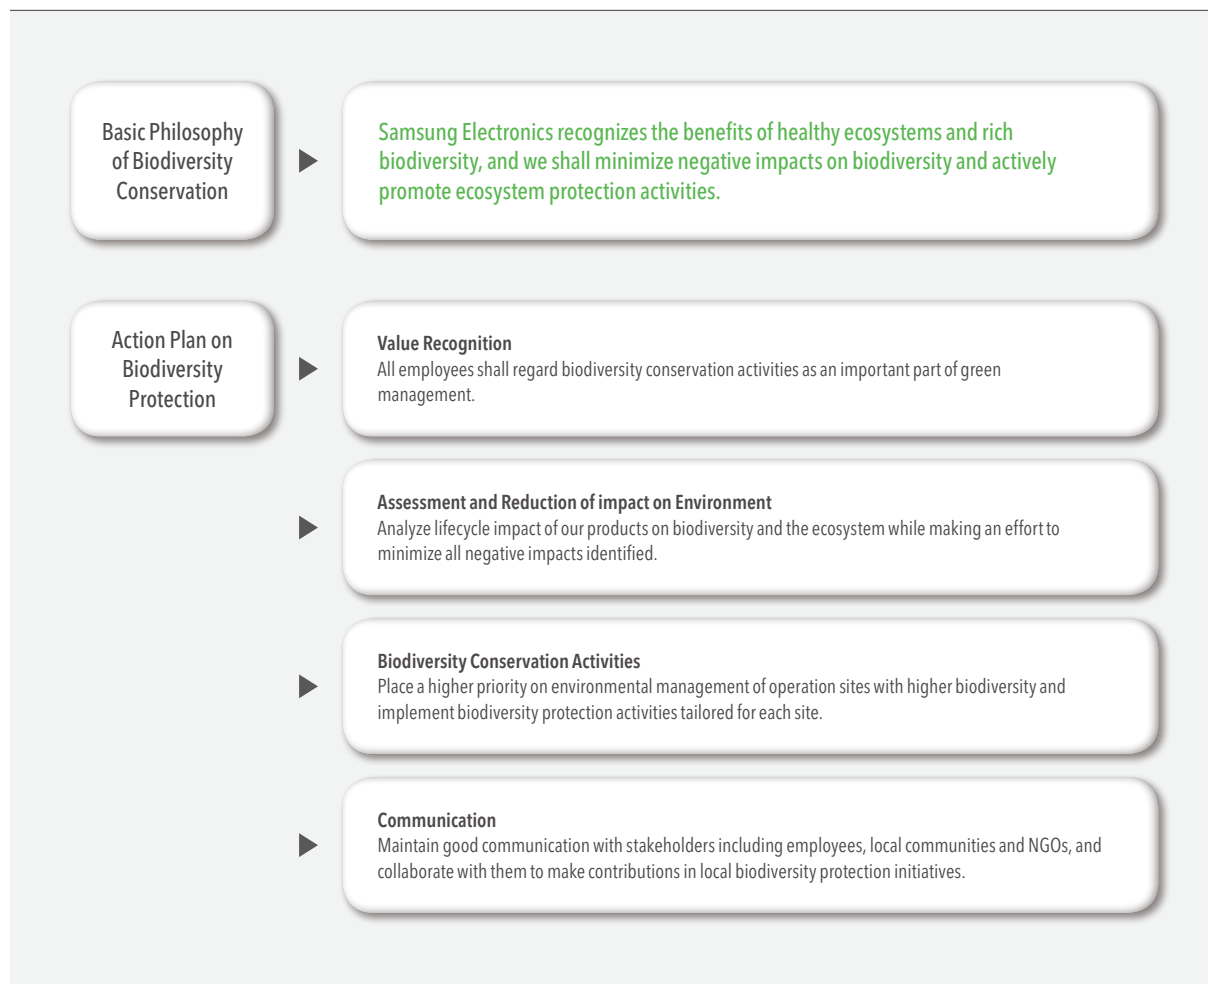 Basic Philosophy
of Biodiversity
Conservation
Samsung Electronics recognizes the benefits of healthy ecosystems and rich
biodiversity, and we shall minimize negative impacts on biodiversity and actively
promote ecosystem protection activities.
Action Plan on
Biodiversity
Protection
Value Recognition
All employees shall regard biodiversity conservation activities as an important part of green
management.
Assessment and Reduction of impact on Environment
Analyze lifecycle impact of our products on biodiversity and the ecosystem while making an effort to
minimize all negative impacts identified.
Biodiversity Conservation Activities
Place a higher priority on environmental management of operation sites with higher biodiversity and
implement biodiversity protection activities tailored for each site.
Communication
Maintain good communication with stakeholders including employees, local communities and NGOs, and
collaborate with them to make contributions in local biodiversity protection initiatives.